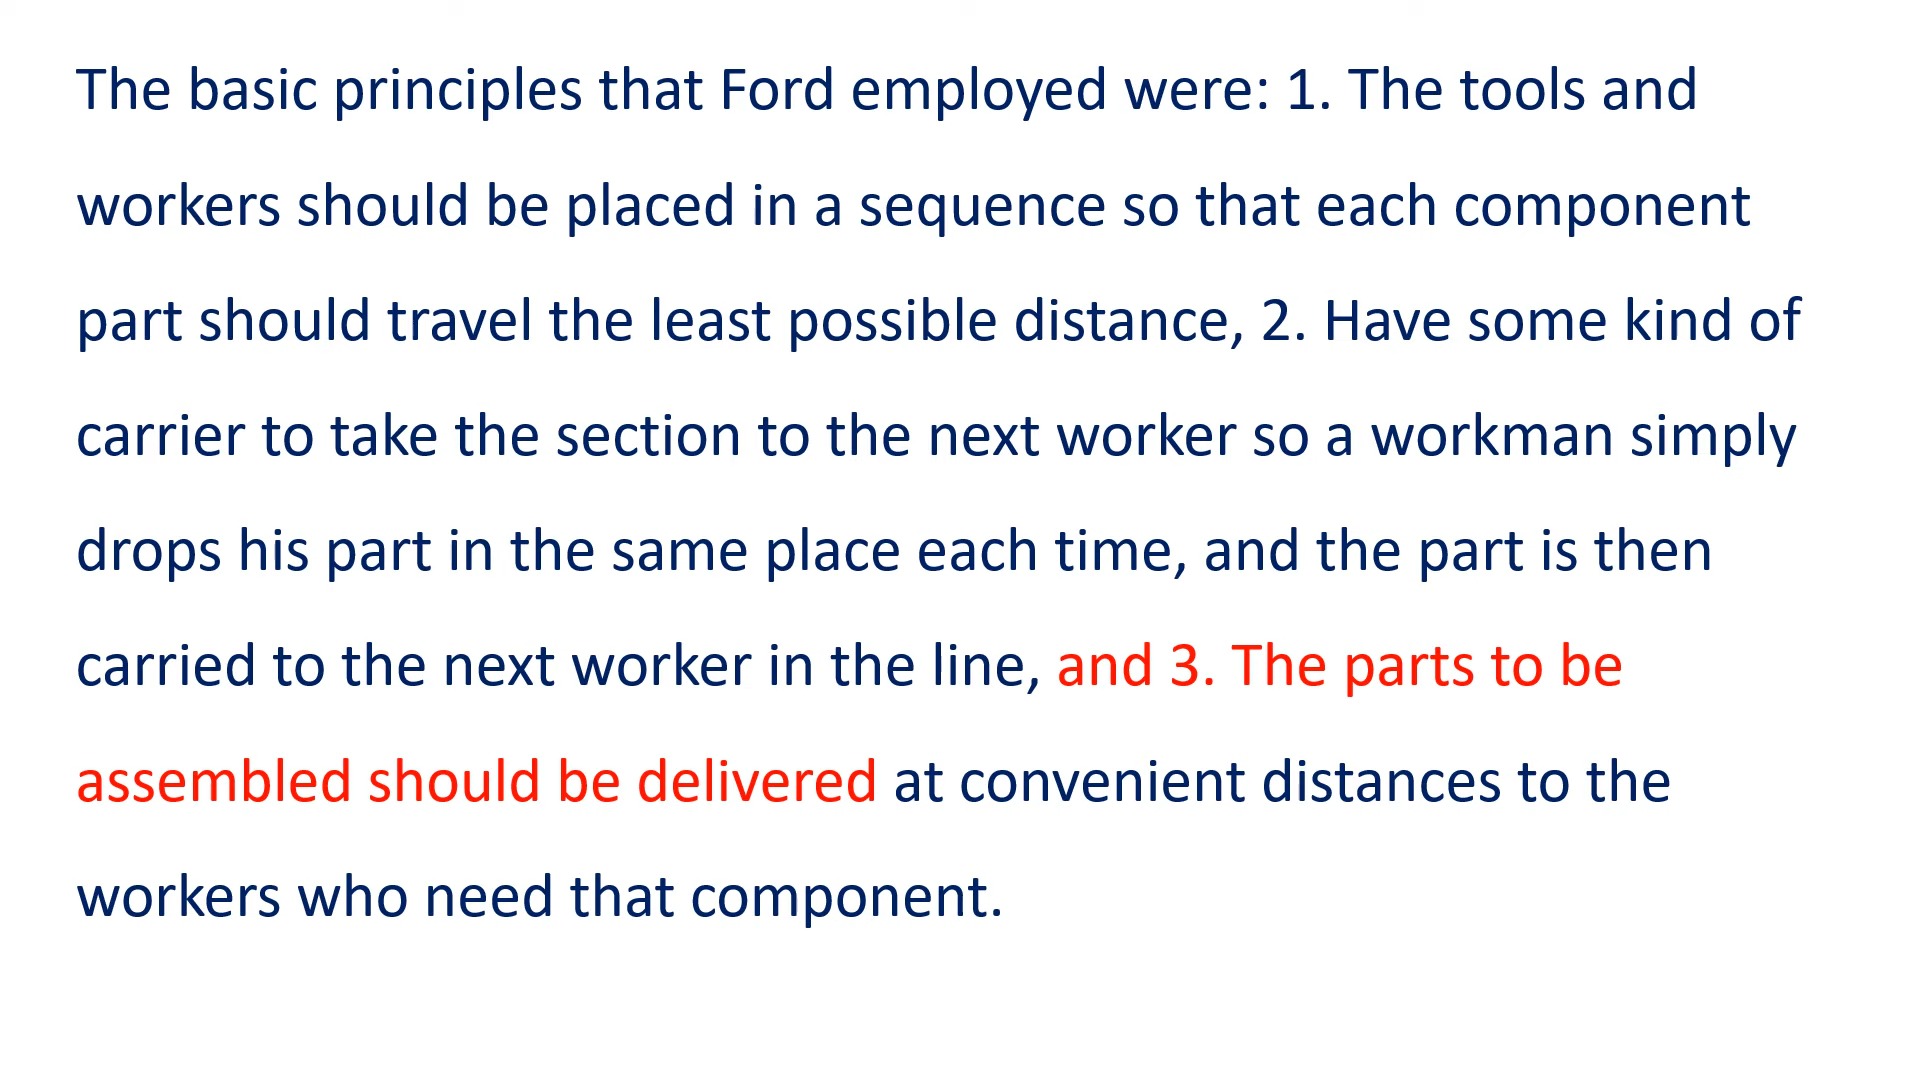 The basic principles that Ford employed were: 1. The tools and
workers should be placed in a sequence so that each component
part should travel the least possible distance, 2. Have some kind of
carrier to take the section to the next worker so a workman simply
drops his part in the same place each time, and the part is then
carried to the next worker in the line, and 3. The parts to be
assembled should be delivered at convenient distances to the
workers who need that component.